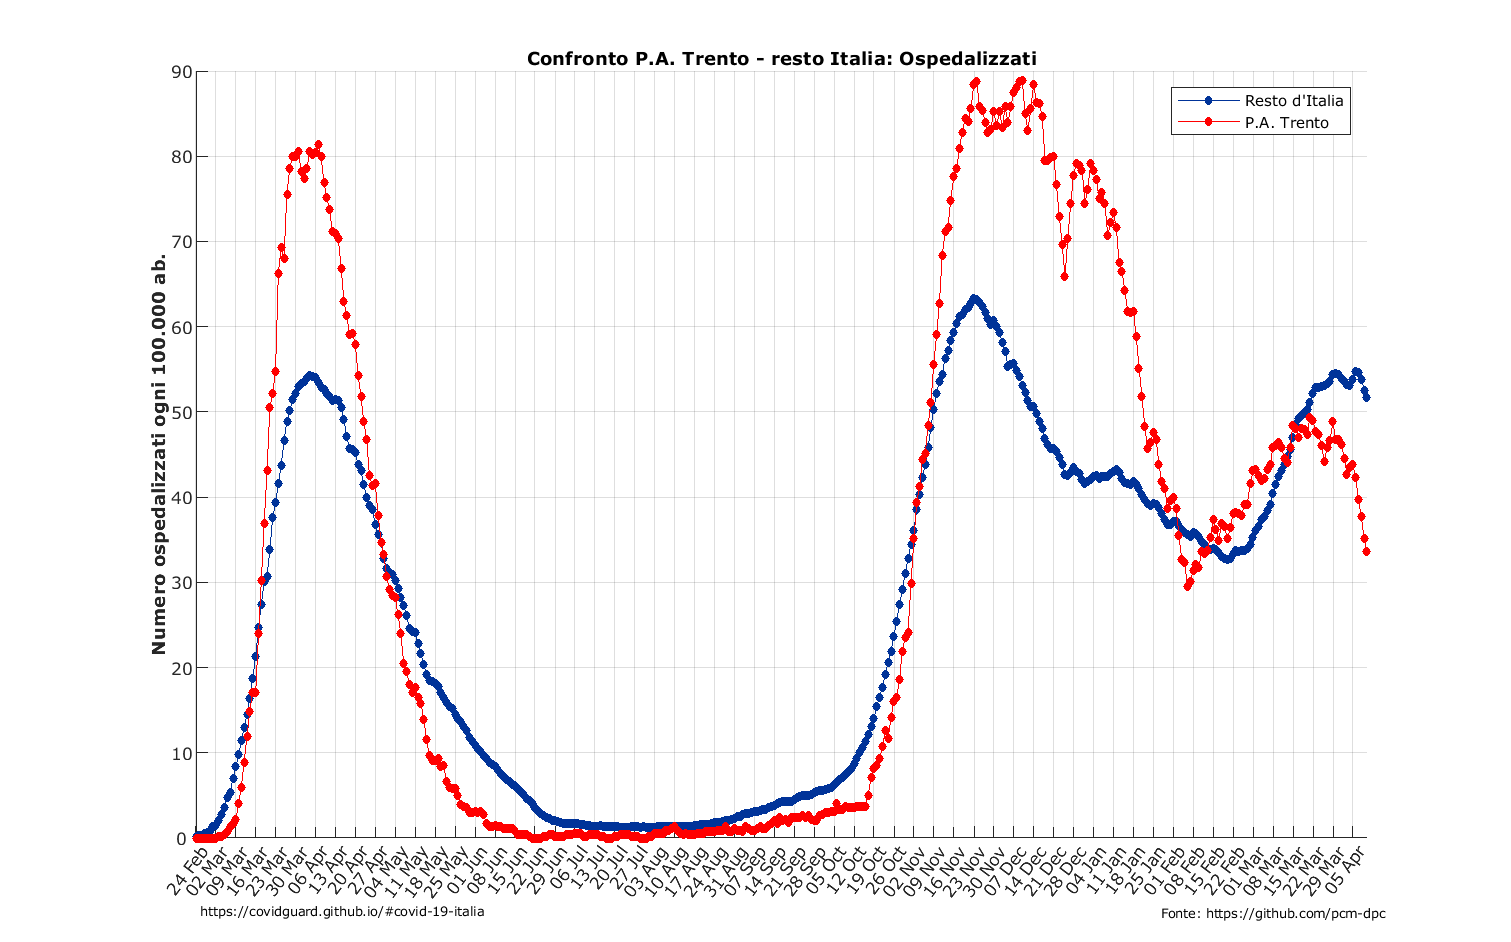 Confronto P.A. Trento - resto Italia: Ospedalizzati
Numero ospedalizzati ogni 100.000 ab.
90
80
70
60
50
40
30
20
10
0
Resto d'Italia
P.A. Trento
24 Feb
02 Mar
09 Mar
16 Mar
23 Mar
30 Mar
06 Apr
13 Apr
20 Apr
27 Apr
04 May
11 May
18 May
25 May
01 Jun
08 Jun
15 Jun
22 Jun
29 Jun
06 Jul
13 Jul
20 Jul
27 Jul
03 Aug
10 Aug
17 Aug
24 Aug
31 Aug
07 Sep
14 Sep
21 Sep
28 Sep
05 Oct
12 Oct
19 Oct
26 Oct
02 Nov
09 Nov
16 Nov
23 Nov
30 Nov
07 Dec
14 Dec
21 Dec
28 Dec
04 Jan
11 Jan
18 Jan
25 Jan
01 Feb
08 Feb
15 Feb
22 Feb
01 Mar
08 Mar
15 Mar
22 Mar
29 Mar
05 Apr
https://covidguard.github.io/#covid-19-italia
Fonte: https://github.com/pcm-dpc